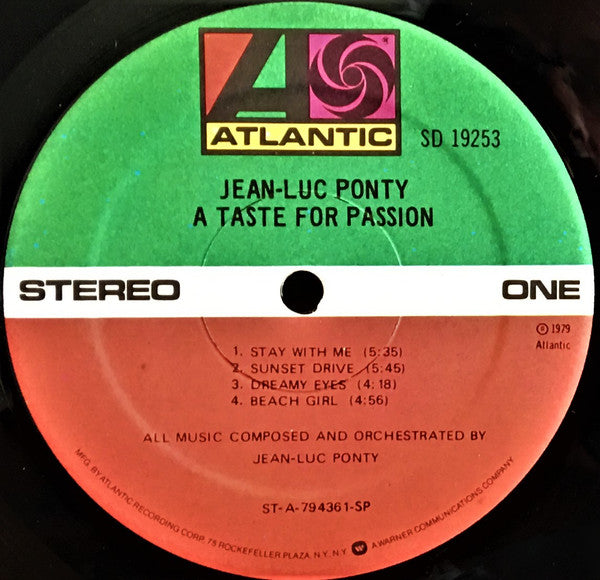 ATLANTIC
SD 19253
JEAN-LUC PONTY
A TASTE FOR PASSION
STEREO
ONE
℗ 1979
Atlantic
1. STAY WITH ME (5:35)
2. SUNSET DRIVE (5:45)
3. DREAMY EYES (4:18)
4. BEACH GIRL (4:56)
ALL MUSIC COMPOSED AND ORCHESTRATED BY
JEAN-LUC PONTY
ST-A-794361-SP
MFG. BY ATLANTIC RECORDING CORP. 75 ROCKEFELLER PLAZA, N.Y. N.Y. W A WARNER COMMUNICATIONS COMPANY